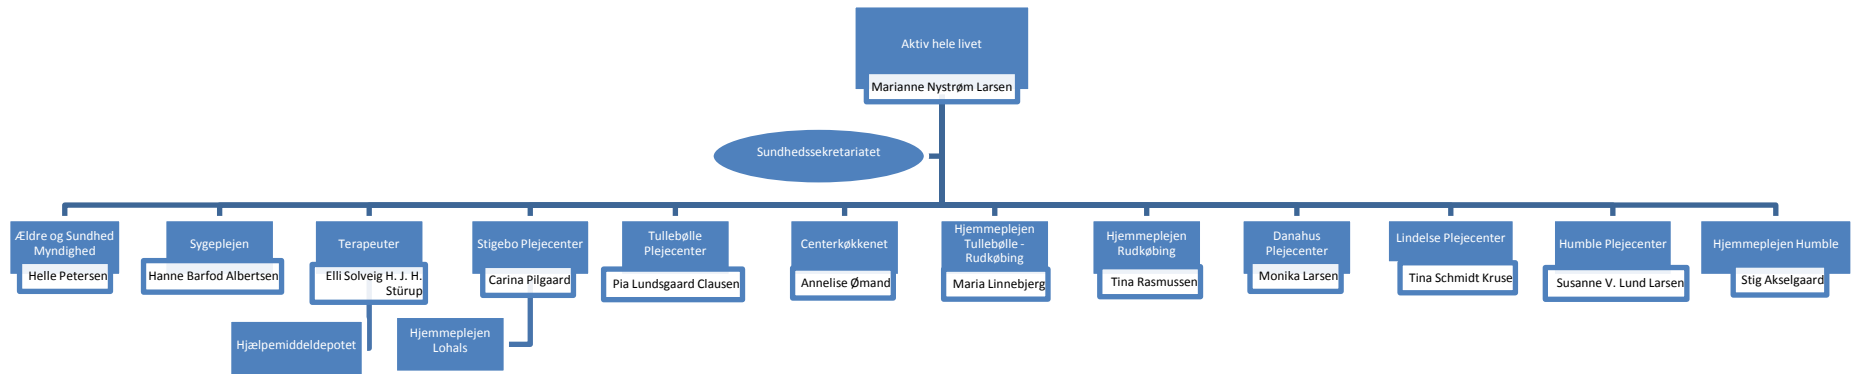 Aktiv hele livet
Marianne Nystrøm Larsen
Sundhedssekretariatet
Ældre og Sundhed
Myndighed
Helle Petersen
Sygeplejen
Hanne Barfod Albertsen
Terapeuter
Elli Solveig H. J. H.
Stürup
Stigebo Plejecenter
Carina Pilgaard
Tullebølle
Plejecenter
Pia Lundsgaard Clausen
Centerkøkkenet
Annelise Ømand
Hjemmeplejen
Tullebølle -
Rudkøbing
Maria Linnebjerg
Hjemmeplejen
Rudkøbing
Tina Rasmussen
Danahus
Plejecenter
Monika Larsen
Lindelse Plejecenter
Tina Schmidt Kruse
Humble Plejecenter
Susanne V. Lund Larsen
Hjemmeplejen Humble
Stig Akselgaard
Hjælpemiddeldepotet
Hjemmeplejen
Lohals